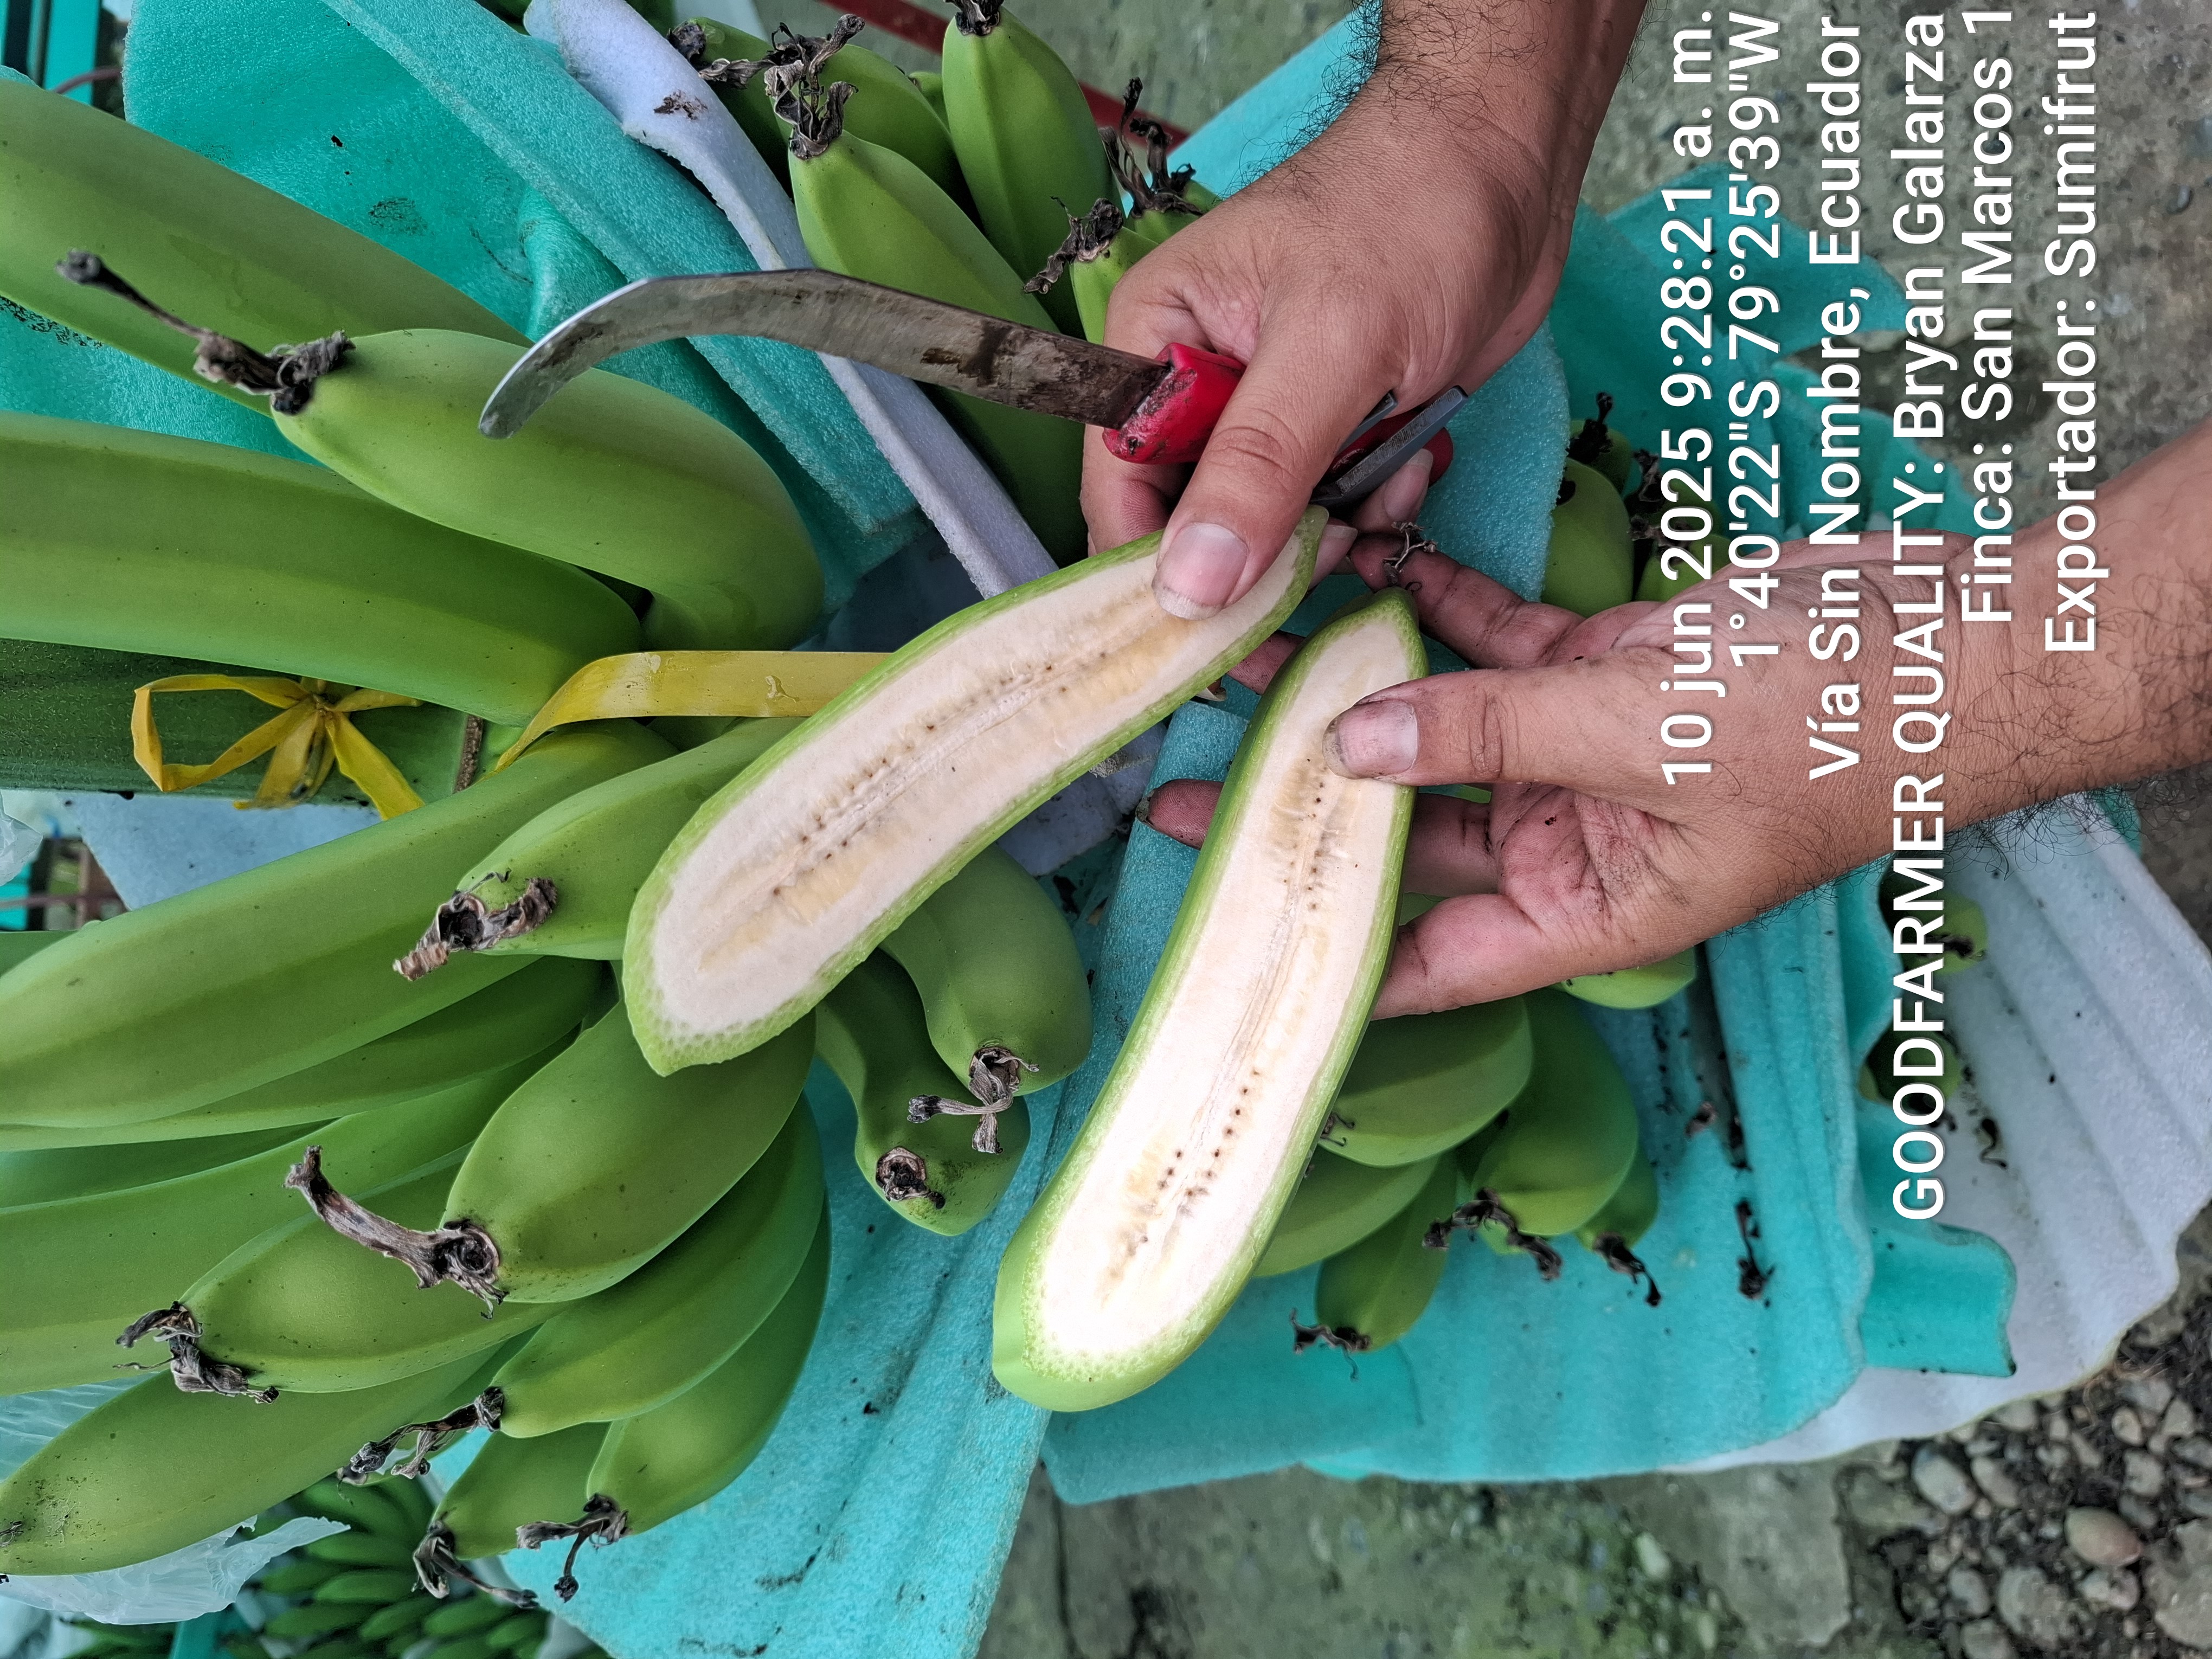 10 jun 2025 9:28:21 a. m.
1°40'22"S 79°25'39"W
Vía Sin Nombre, Ecuador
GOODFARMER QUALITY: Bryan Galarza
Finca: San Marcos 1
Exportador: Sumifrut